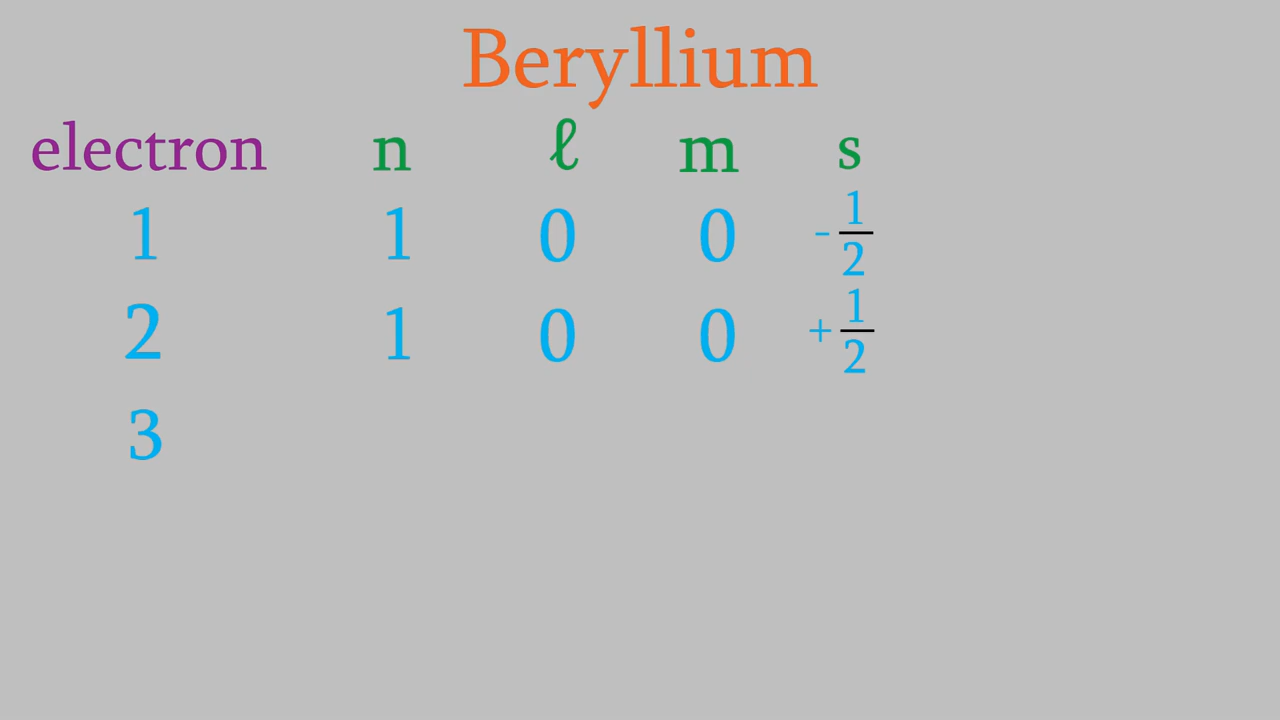 Beryllium
electron n ℓ m s
1 1 0 0 -1/2
2 1 0 0 +1/2
3